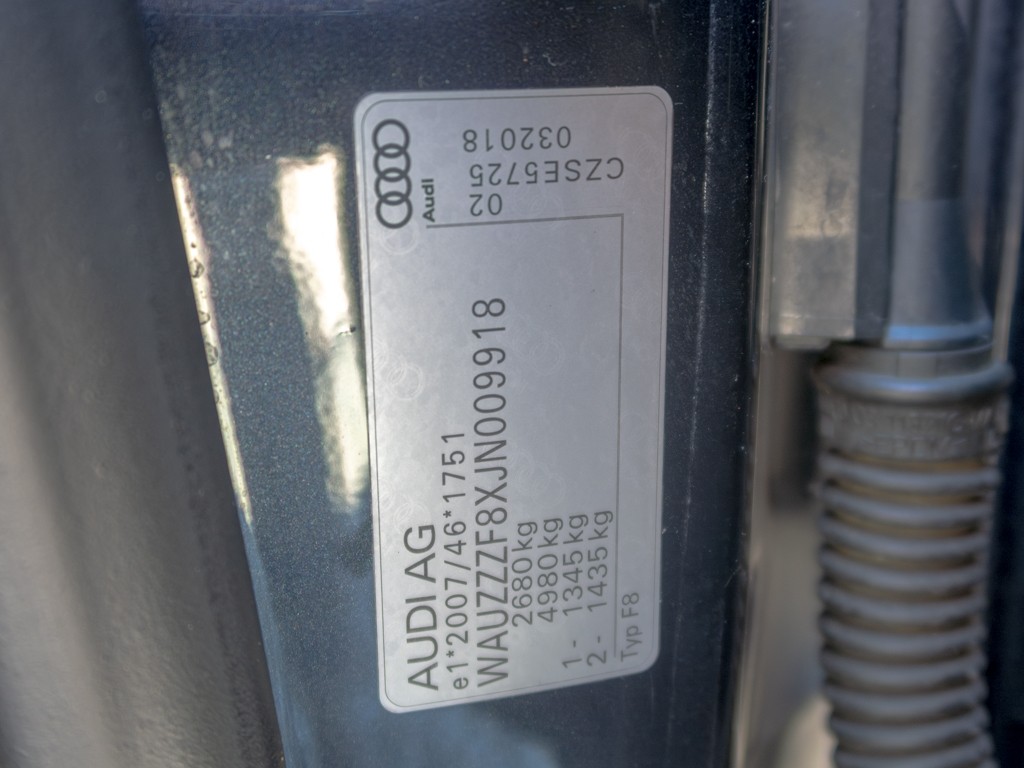 AUDI AG
e1*2007/46*1751
WAUZZZF8XJN009918
2680 kg
4980 kg
1 - 1345 kg
2 - 1435 kg
Typ F8
Audi
02
CZSE5725
032018